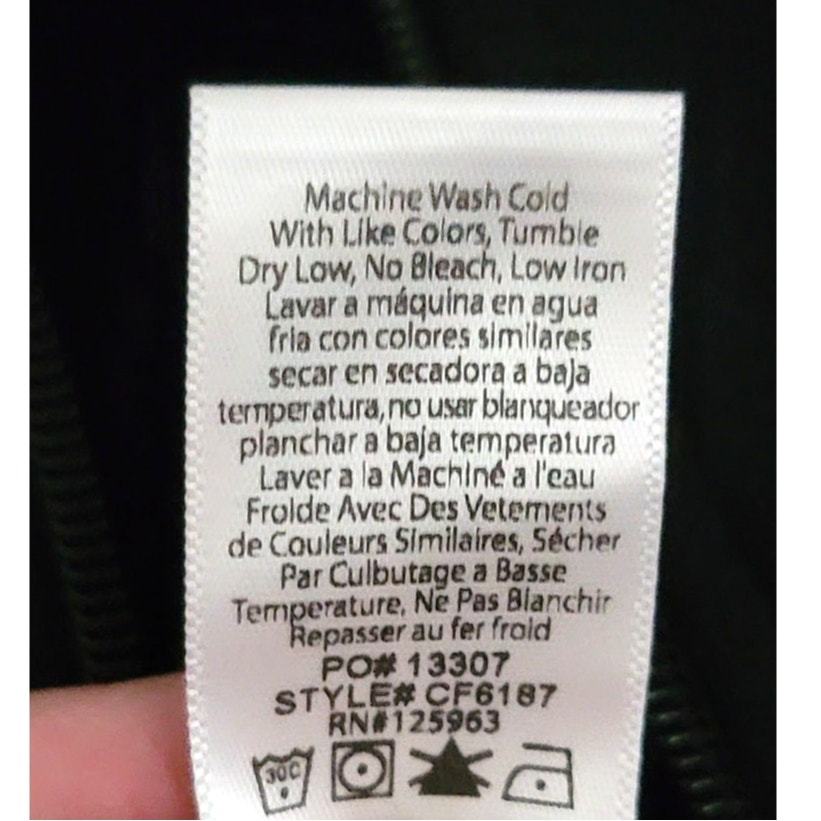 Machine Wash Cold
With Like Colors, Tumble
Dry Low, No Bleach, Low Iron
Lavar a máquina en agua
fria con colores similares
secar en secadora a baja
temperatura,no usar blanqueador
planchar a baja temperatura
Laver a la Machiné a l'eau
Froide Avec Des Vetements
de Couleurs Similaires, Sécher
Par Culbutage a Basse
Temperature, Ne Pas Blanchir
Repasser au fer froid
PO# 13307
STYLE# CF6187
RN#125963
30C